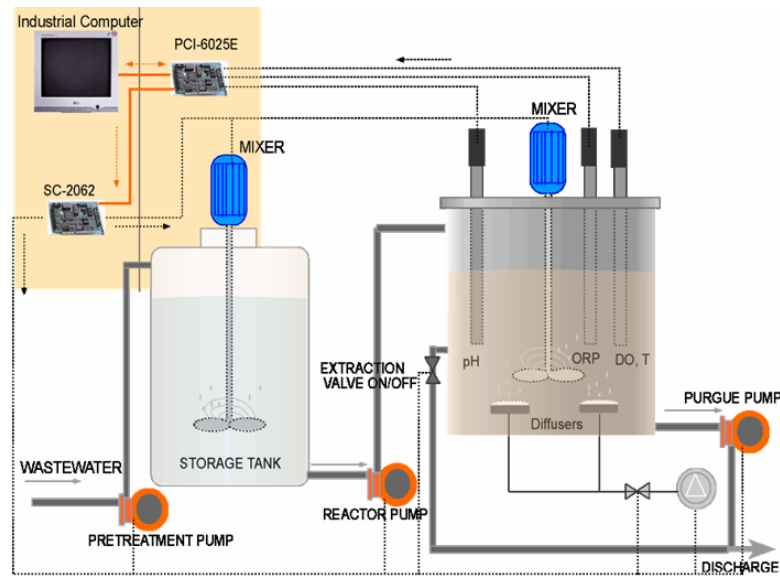 Industrial Computer
PCI-6025E
MIXER
MIXER
SC-2062
pH
ORP
DO, T
EXTRACTION
VALVE ON/OFF
PURGUE PUMP
Diffusers
WASTEWATER
STORAGE TANK
REACTOR PUMP
PRETREATMENT PUMP
DISCHARGE